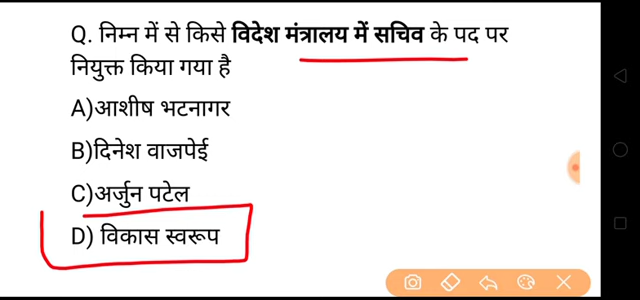 Q. निम्न में से किसे विदेश मंत्रालय में सचिव के पद पर
नियुक्त किया गया है
A)आशीष भटनागर
B)दिनेश वाजपेई
C)अर्जुन पटेल
D) विकास स्वरूप